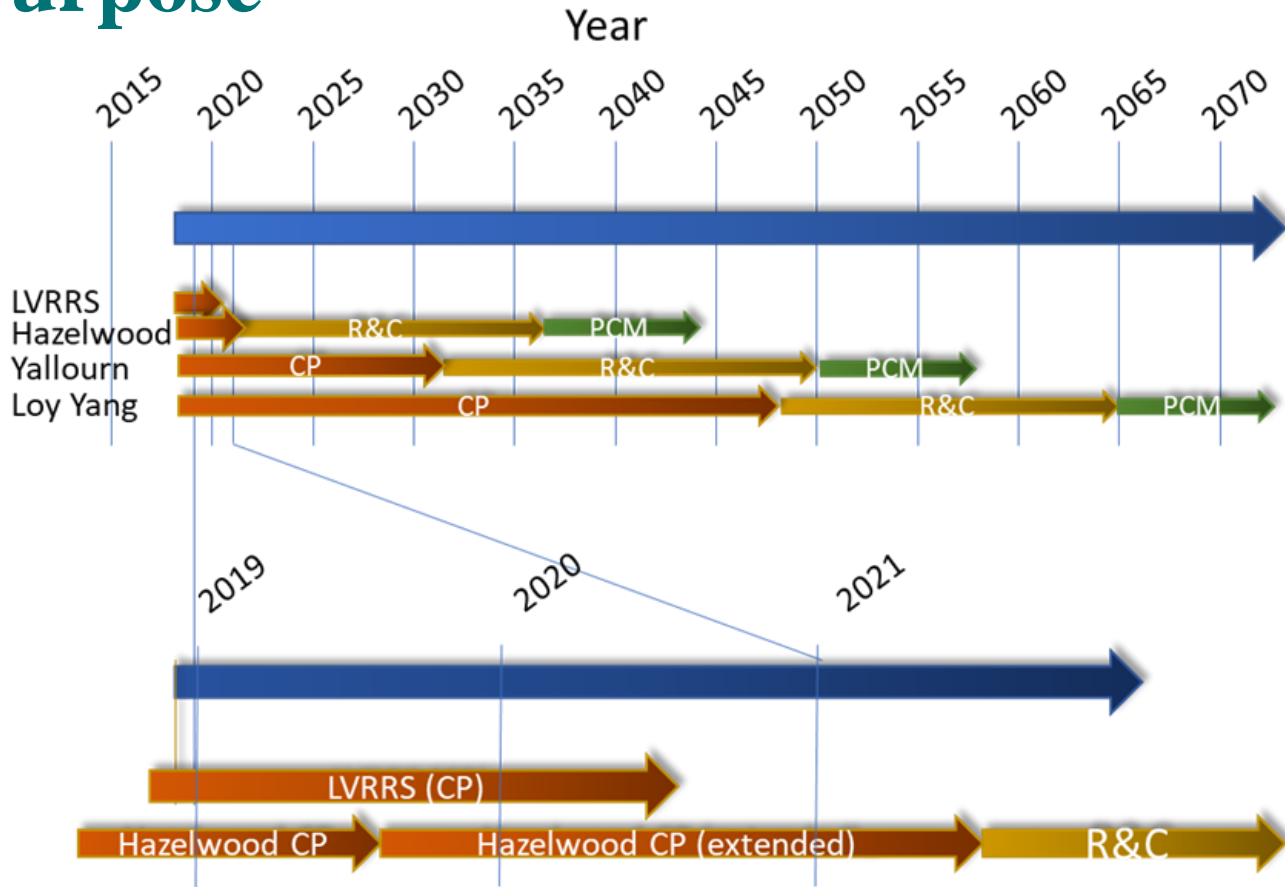 urpose
Year
2015 2020 2025 2030 2035 2040 2045 2050 2055 2060 2065 2070
LVRRS
Hazelwood R&C PCM
Yallourn CP R&C PCM
Loy Yang CP R&C PCM
2019 2020 2021
LVRRS (CP)
Hazelwood CP Hazelwood CP (extended) R&C